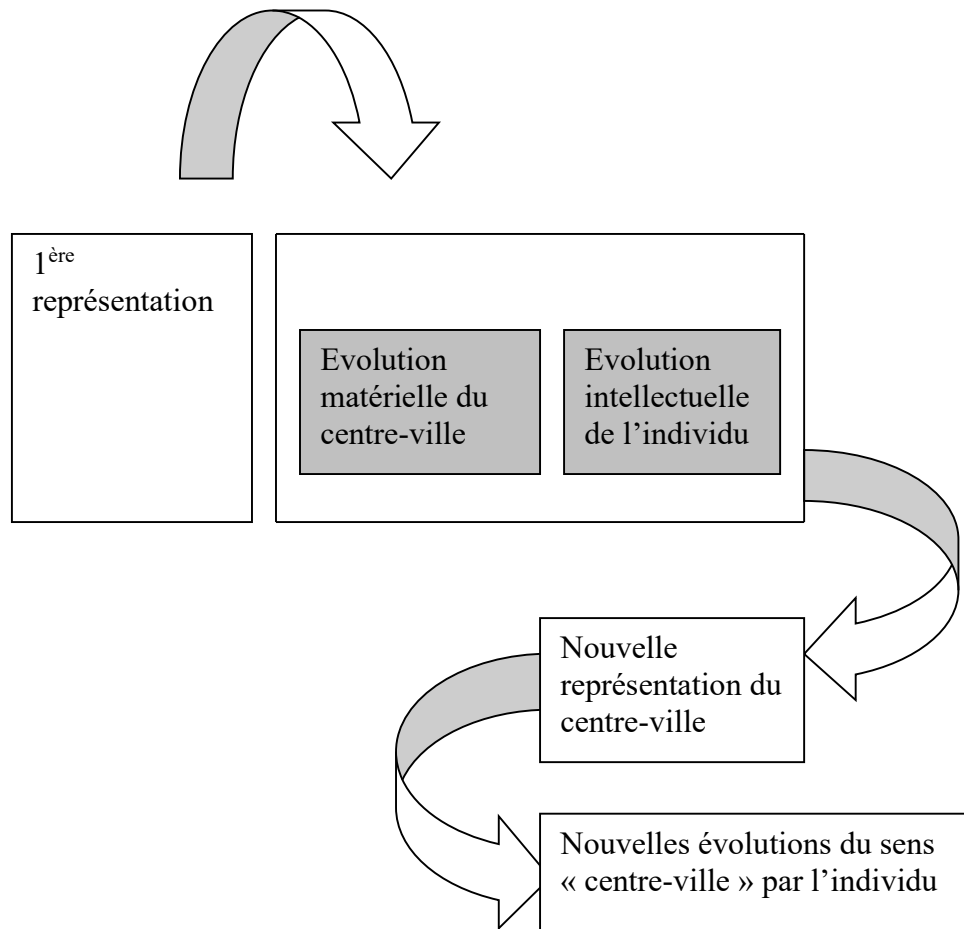 1ère
représentation
Evolution
matérielle du
centre-ville
Evolution
intellectuelle
de l’individu
Nouvelle
représentation du
centre-ville
Nouvelles évolutions du sens
« centre-ville » par l’individu